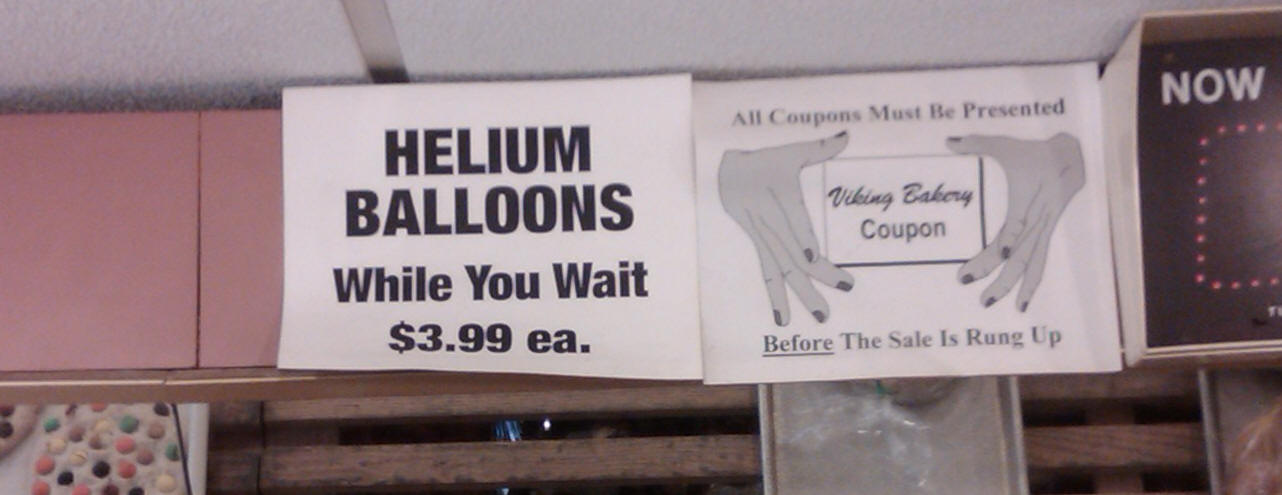 HELIUM
BALLOONS
While You Wait
$3.99 ea.
All Coupons Must Be Presented
Viking Bakery
Coupon
Before The Sale Is Rung Up
NOW